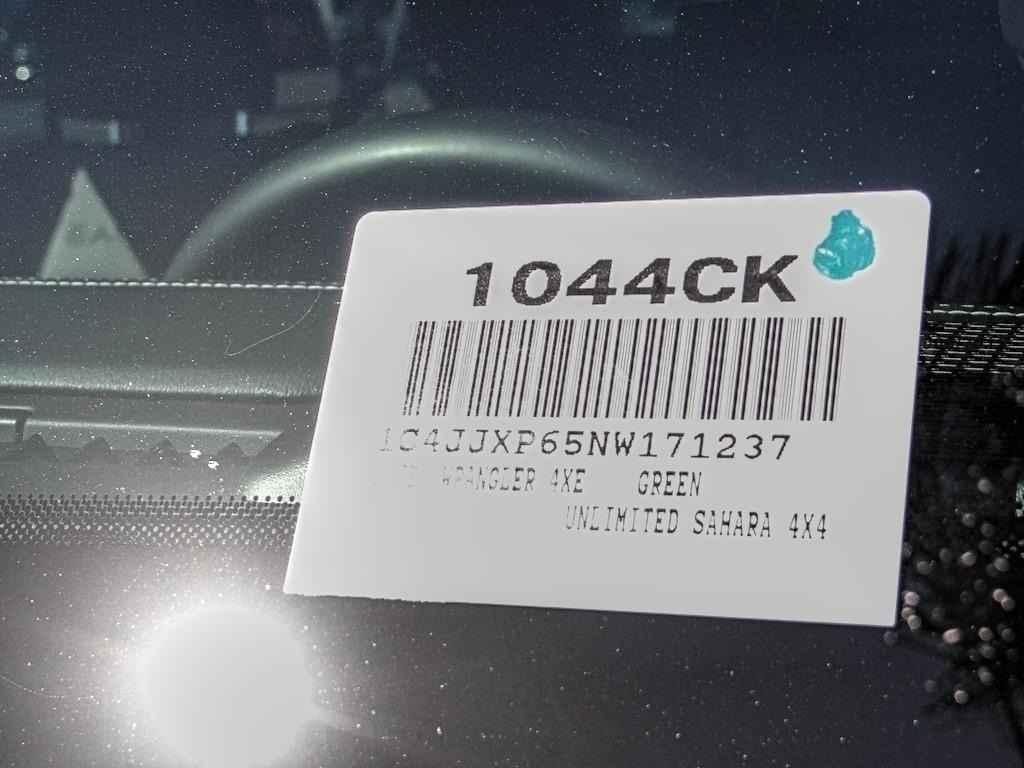 1044CK
1C4JJXP65NW171237
WRANGLER 4XE GREEN
UNLIMITED SAHARA 4X4